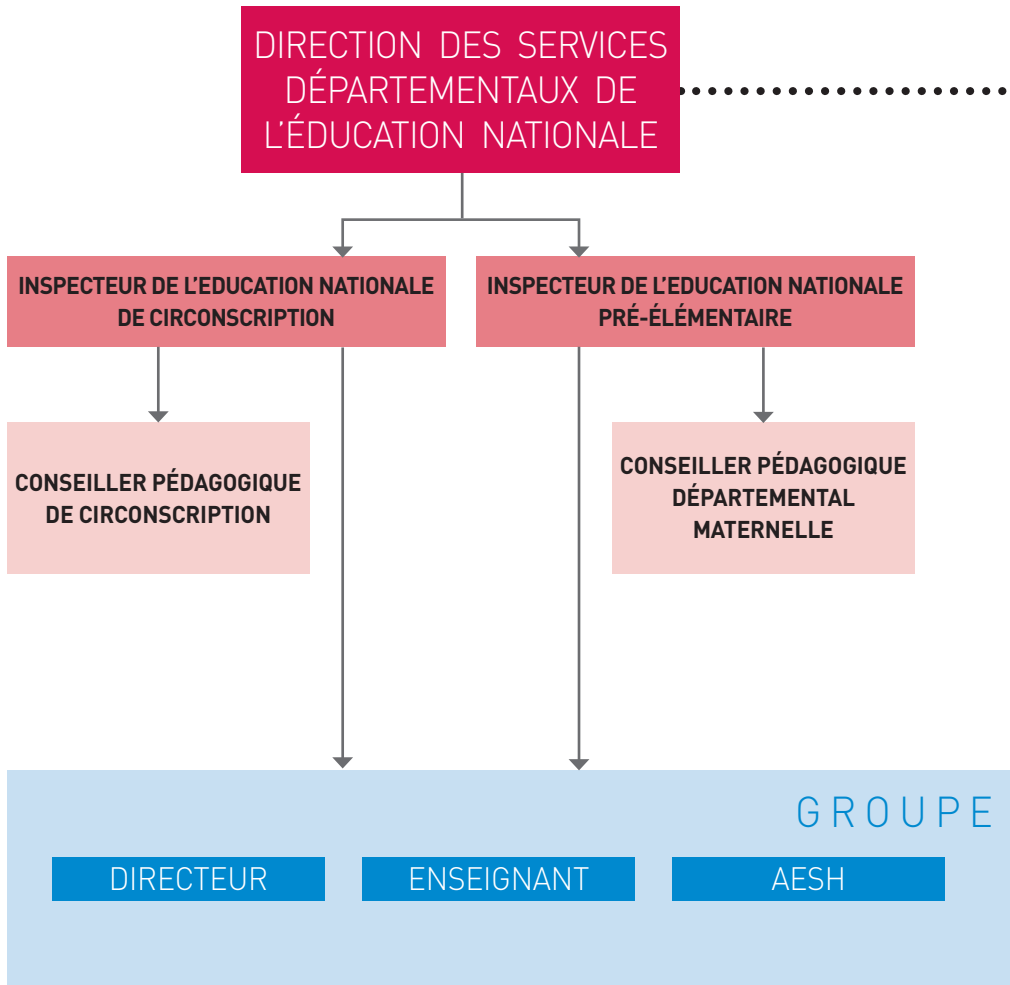 DIRECTION DES SERVICES
DÉPARTEMENTAUX DE
L'ÉDUCATION NATIONALE
INSPECTEUR DE L'EDUCATION NATIONALE
DE CIRCONSCRIPTION
INSPECTEUR DE L'EDUCATION NATIONALE
PRÉ-ÉLÉMENTAIRE
CONSEILLER PÉDAGOGIQUE
DE CIRCONSCRIPTION
CONSEILLER PÉDAGOGIQUE
DÉPARTEMENTAL
MATERNELLE
GROUPE
DIRECTEUR
ENSEIGNANT
AESH